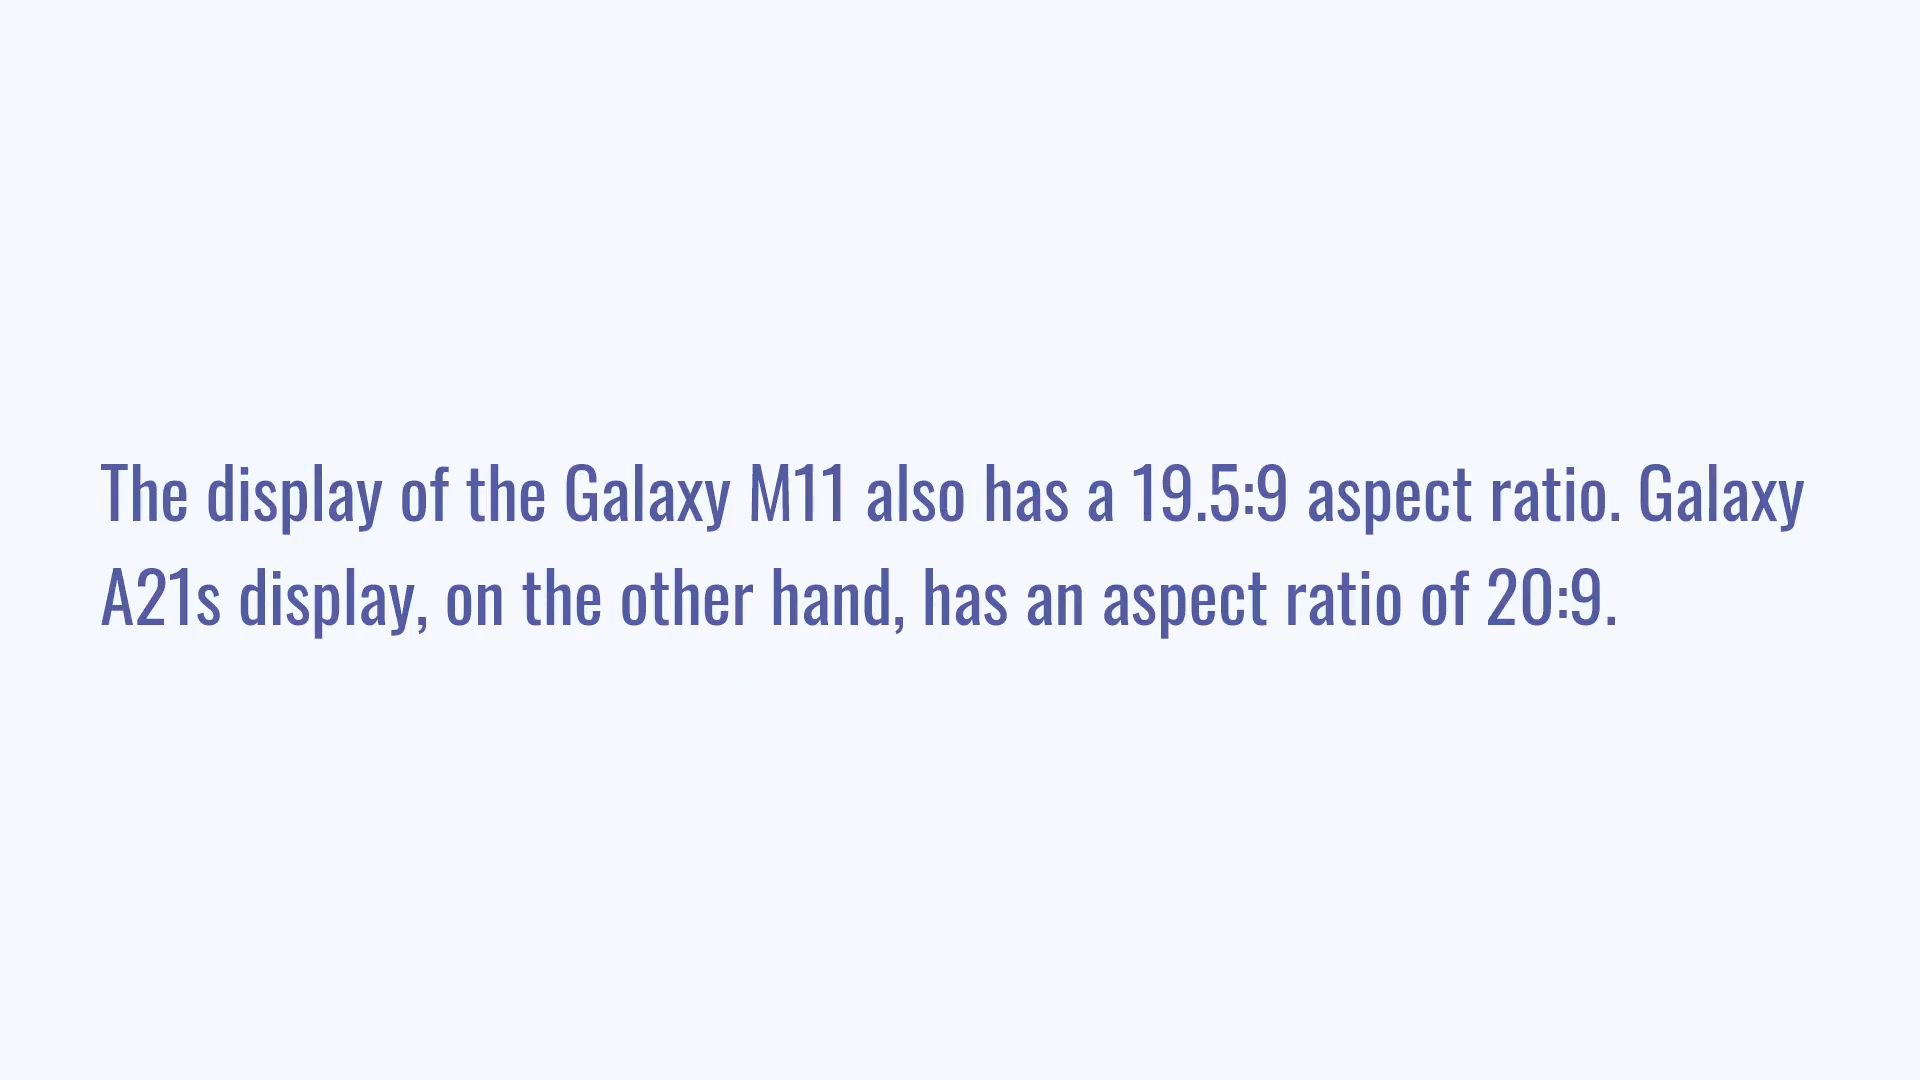 The display of the Galaxy M11 also has a 19.5:9 aspect ratio. Galaxy
A21s display, on the other hand, has an aspect ratio of 20:9.